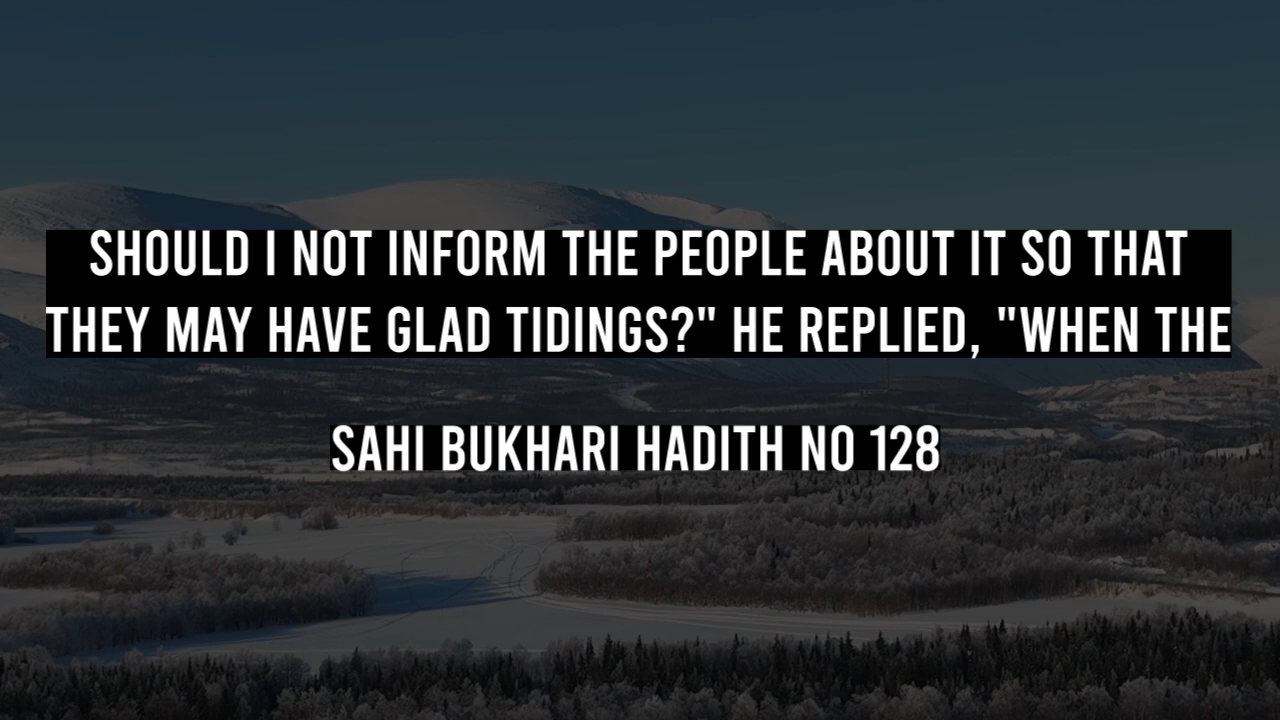 SHOULD I NOT INFORM THE PEOPLE ABOUT IT SO THAT
THEY MAY HAVE GLAD TIDINGS?" HE REPLIED, "WHEN THE
SAHI BUKHARI HADITH NO 128